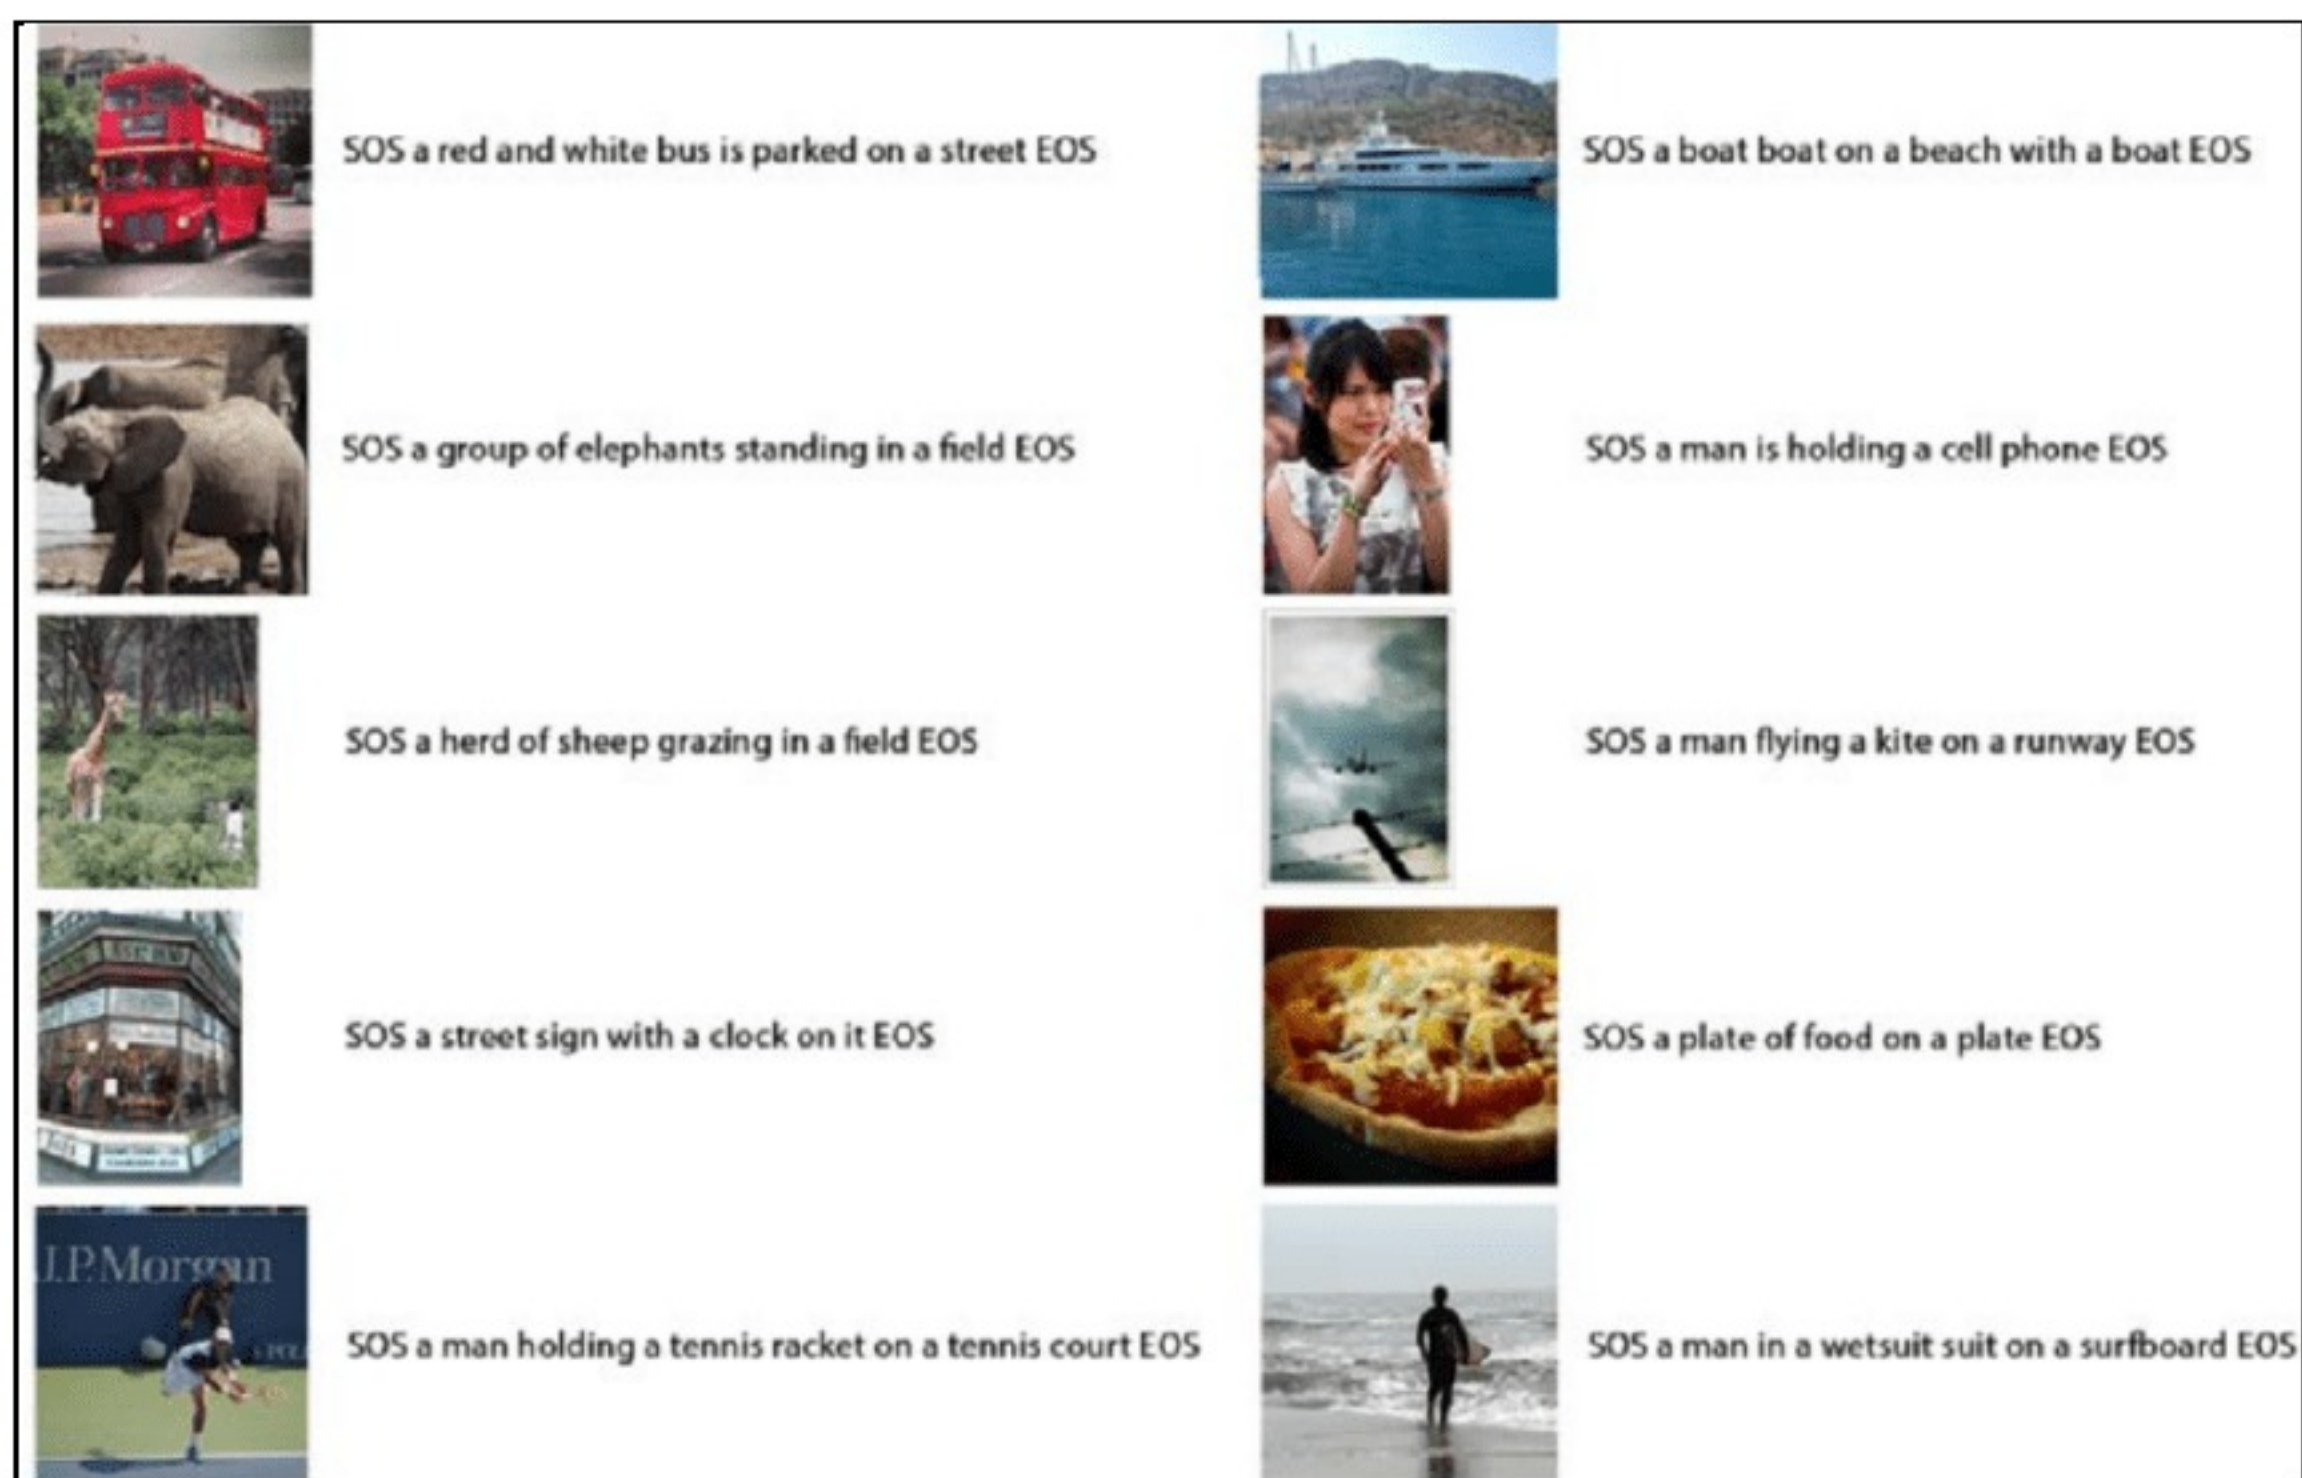 SOS a red and white bus is parked on a street EOS
SOS a boat boat on a beach with a boat EOS
SOS a group of elephants standing in a field EOS
SOS a man is holding a cell phone EOS
SOS a herd of sheep grazing in a field EOS
SOS a man flying a kite on a runway EOS
SOS a street sign with a clock on it EOS
SOS a plate of food on a plate EOS
J.P.Morgan
SOS a man holding a tennis racket on a tennis court EOS
SOS a man in a wetsuit suit on a surfboard EOS